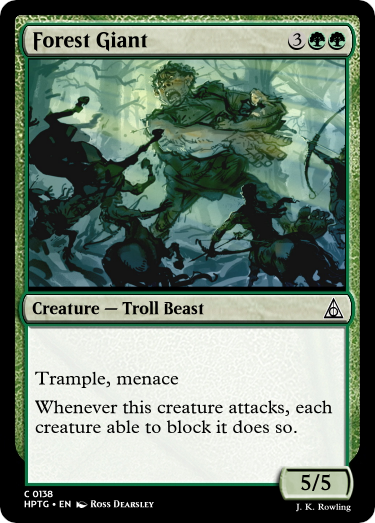 Forest Giant 3
Creature — Troll Beast
Trample, menace
Whenever this creature attacks, each
creature able to block it does so.
5/5
C 0138
HPTG • EN Ross Dearsley
J. K. Rowling